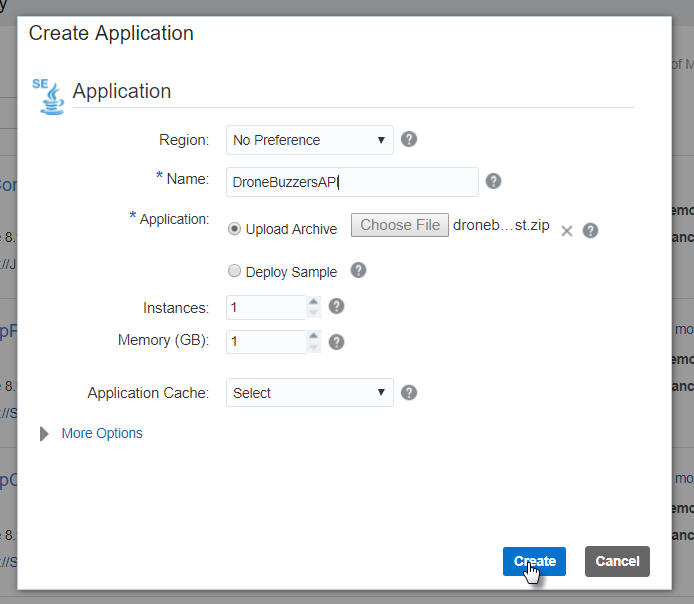 Create Application
SE
Application
Region: No Preference
* Name: DroneBuzzersAPI
* Application: Upload Archive Choose File droneb...st.zip
Deploy Sample
Instances: 1
Memory (GB): 1
Application Cache: Select
More Options
Create Cancel